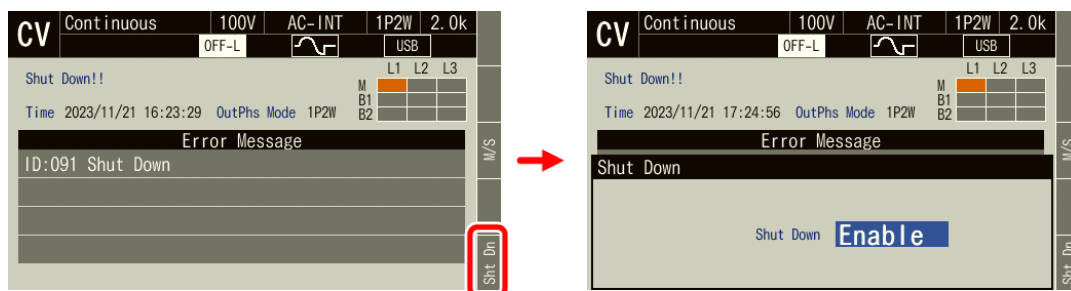 CV Continuous 100V AC-INT 1P2W 2.0k
OFF-L USB
L1 L2 L3
Shut Down!!
M
B1
Time 2023/11/21 16:23:29 OutPhs Mode 1P2W B2
Error Message
ID:091 Shut Down
M/S
Sht Dn
CV Continuous 100V AC-INT 1P2W 2.0k
OFF-L USB
L1 L2 L3
Shut Down!!
M
B1
Time 2023/11/21 17:24:56 OutPhs Mode 1P2W B2
Error Message
Shut Down
Shut Down Enable
M/S
Sht Dn